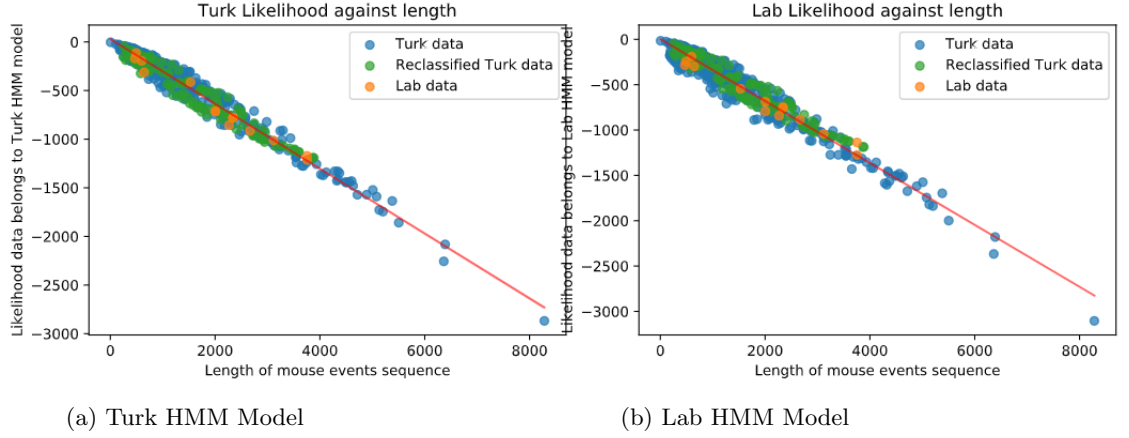 Turk Likelihood against length
Likelihood data belongs to Turk HMM model
0
−500
−1000
−1500
−2000
−2500
−3000
Turk data
Reclassified Turk data
Lab data
0 2000 4000 6000 8000
Length of mouse events sequence
(a) Turk HMM Model
Lab Likelihood against length
Likelihood data belongs to Lab HMM model
0
−500
−1000
−1500
−2000
−2500
−3000
Turk data
Reclassified Turk data
Lab data
0 2000 4000 6000 8000
Length of mouse events sequence
(b) Lab HMM Model